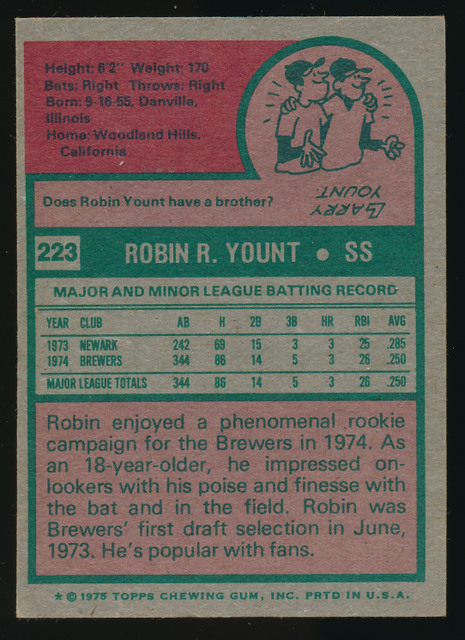 Height: 6'2" Weight: 170
Bats: Right Throws: Right
Born: 9-16-55, Danville,
Illinois
Home: Woodland Hills,
California
LARRY
YOUNT.
Does Robin Yount have a brother?
223 ROBIN R. YOUNT • SS
MAJOR AND MINOR LEAGUE BATTING RECORD
YEAR CLUB AB H 2B 3B HR RBI AVG
1973 NEWARK 242 69 15 3 3 25 .285
1974 BREWERS 344 86 14 5 3 26 .250
MAJOR LEAGUE TOTALS 344 86 14 5 3 26 .250
Robin enjoyed a phenomenal rookie
campaign for the Brewers in 1974. As
an 18-year-older, he impressed on-
lookers with his poise and finesse with
the bat and in the field. Robin was
Brewers' first draft selection in June,
1973. He's popular with fans.
* © 1975 TOPPS CHEWING GUM, INC. PRTD IN U.S.A.